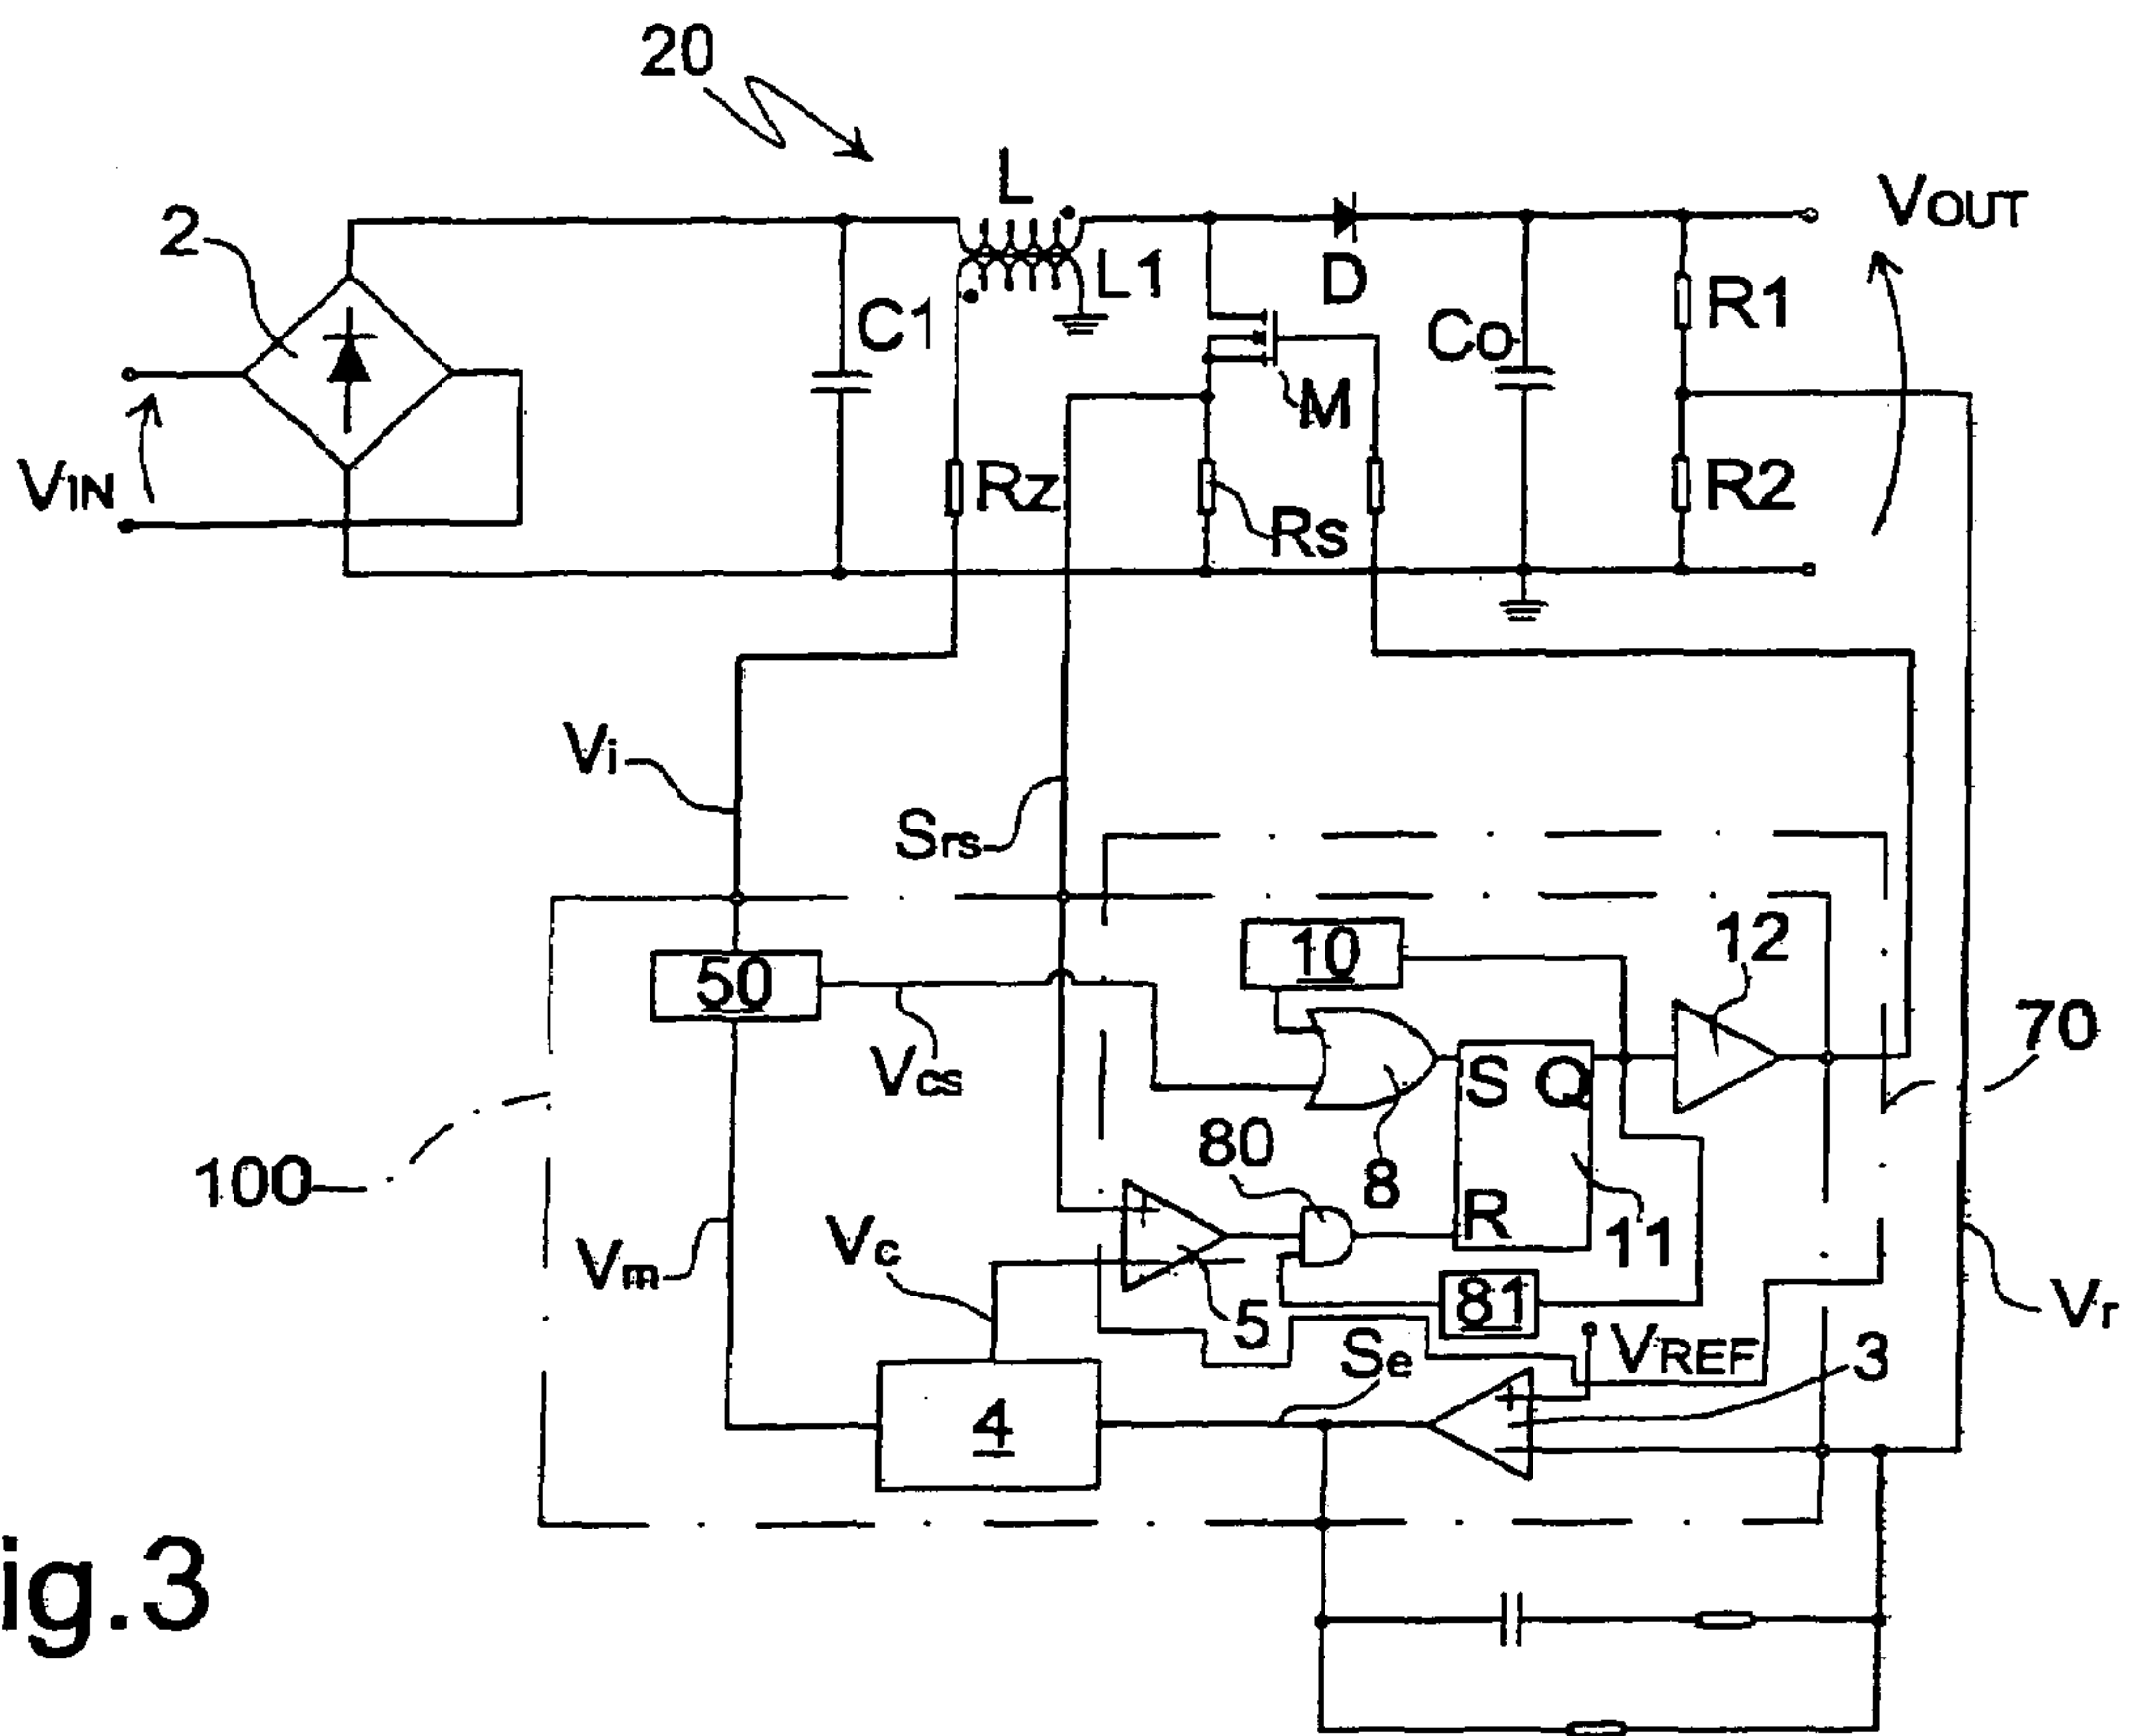 20
L
2
VOUT
L1
D
C1
R1
Co
M
VIN
Rz
R2
Rs
Vi
Srs
10
12
50
70
Vcs
S Q
80
8
100
R
11
Vc
Vm
81
5
Vr
Se
VREF
3
4
ig.3